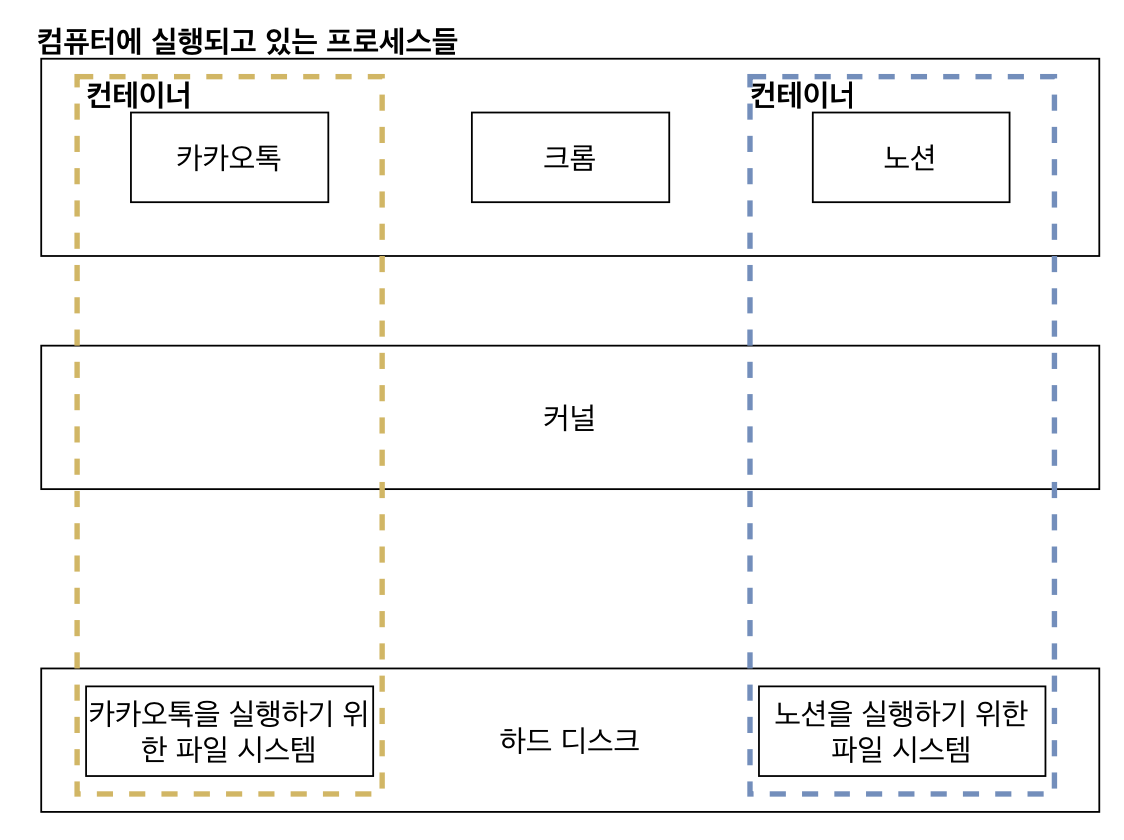 컴퓨터에 실행되고 있는 프로세스들
컨테이너
컨테이너
카카오톡
크롬
노션
커널
카카오톡을 실행하기 위
한 파일 시스템
하드 디스크
노션을 실행하기 위한
파일 시스템